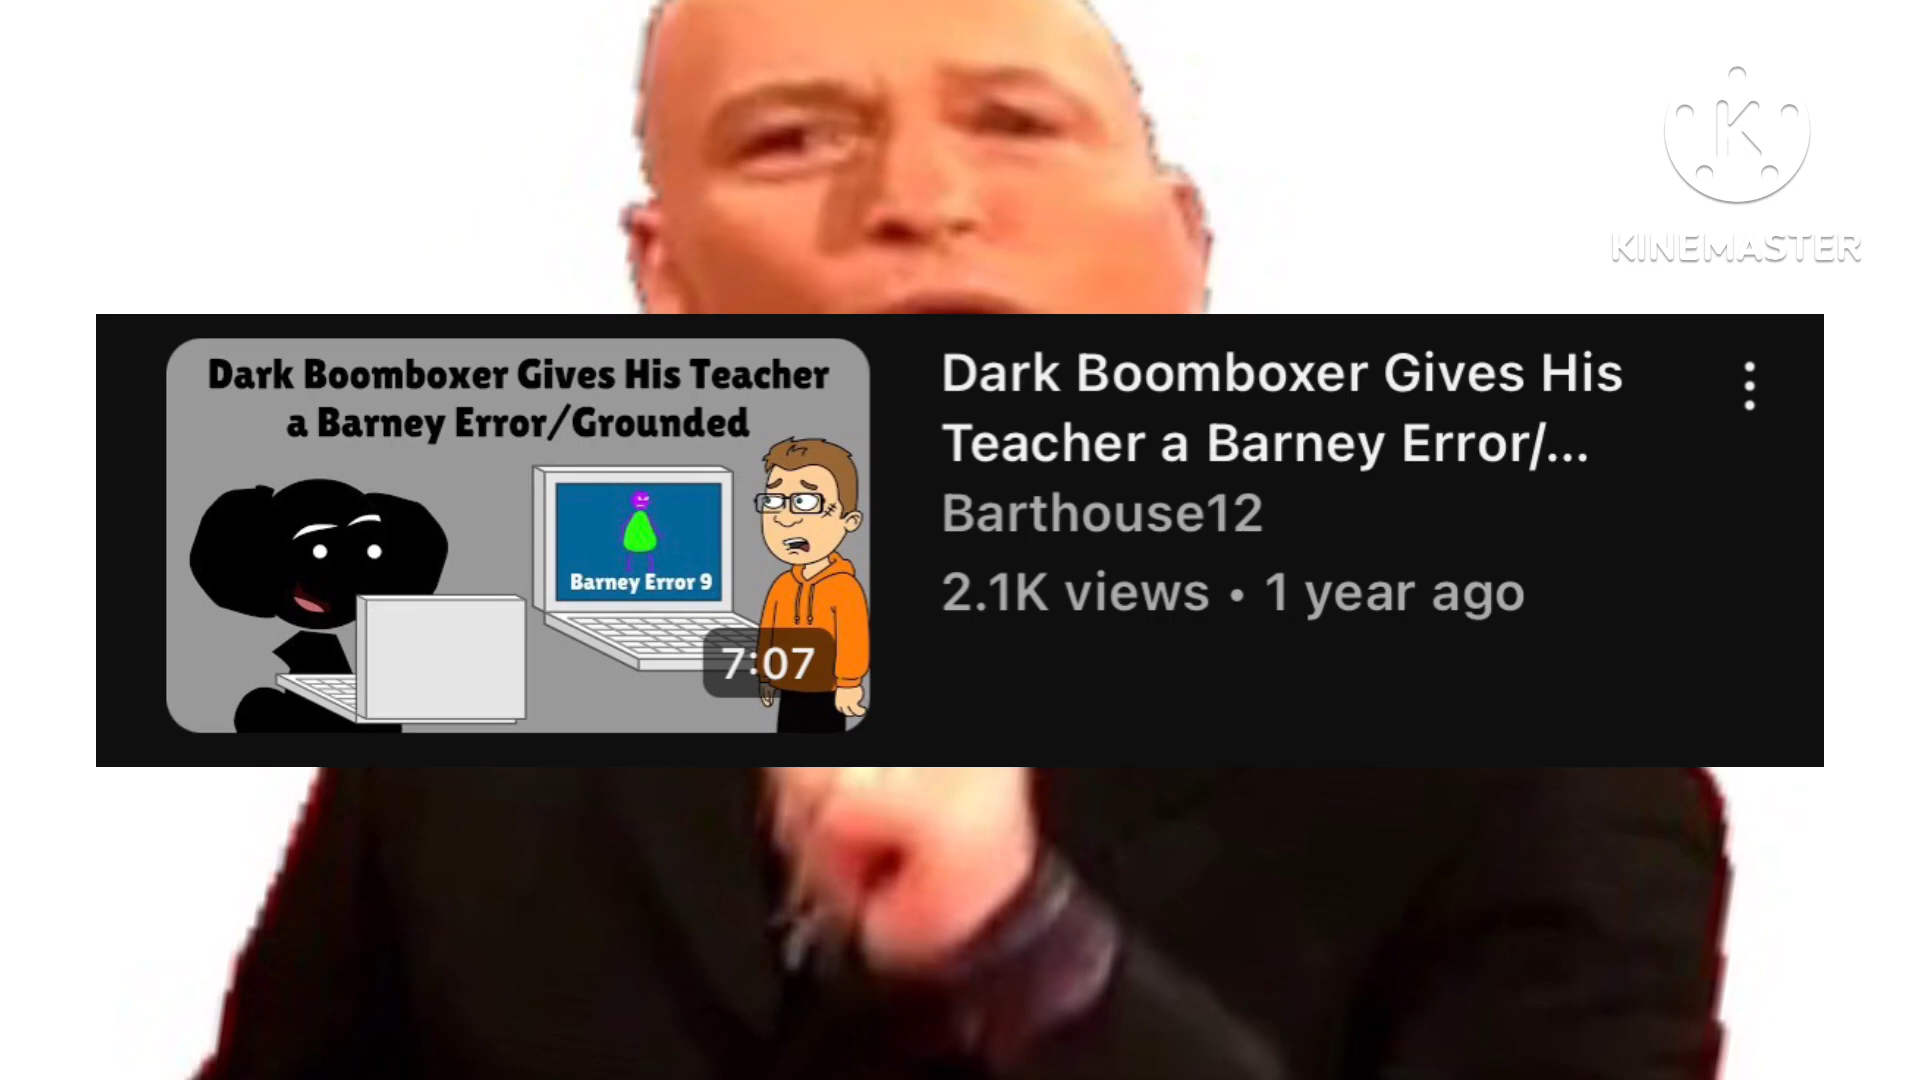 KINEMASTER
Dark Boomboxer Gives His Teacher
a Barney Error/Grounded
Barney Error 9
7:07
Dark Boomboxer Gives His
Teacher a Barney Error/...
Barthouse12
2.1K views • 1 year ago